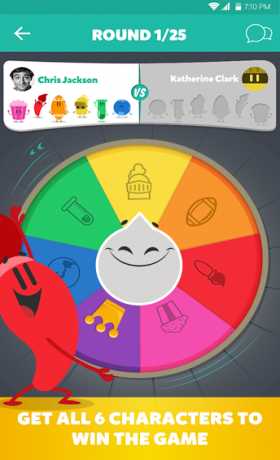 7:10 PM
ROUND 1/25
Chris Jackson
VS
Katherine Clark
GET ALL 6 CHARACTERS TO
WIN THE GAME